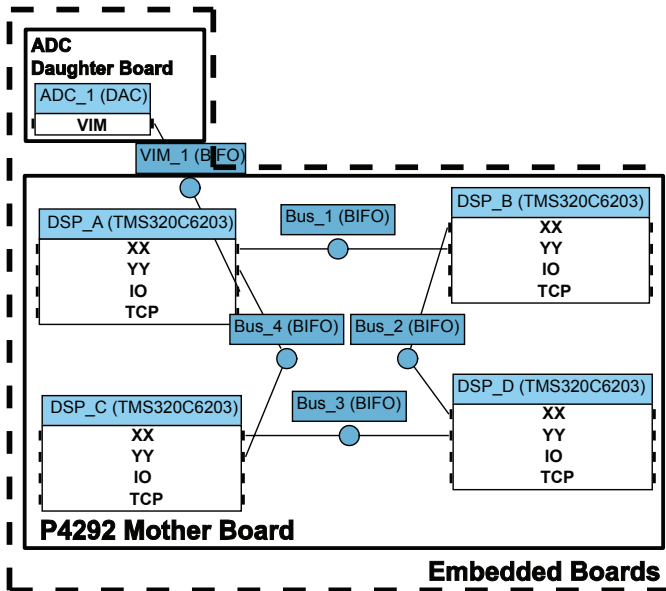 ADC
Daughter Board
ADC_1 (DAC)
VIM
VIM_1 (BIFO)
DSP_A (TMS320C6203)
XX
YY
IO
TCP
Bus_1 (BIFO)
DSP_B (TMS320C6203)
XX
YY
IO
TCP
Bus_4 (BIFO)
Bus_2 (BIFO)
DSP_C (TMS320C6203)
XX
YY
IO
TCP
Bus_3 (BIFO)
DSP_D (TMS320C6203)
XX
YY
IO
TCP
P4292 Mother Board
Embedded Boards